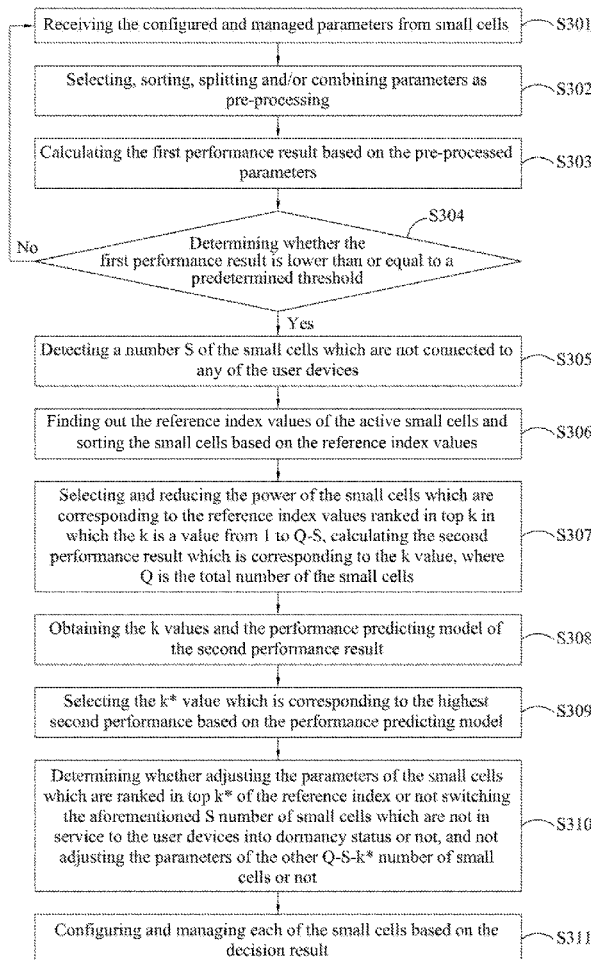 Receiving the configured and managed parameters from small cells
S301
Selecting, sorting, splitting and/or combining parameters as
pre-processing
S302
Calculating the first performance result based on the pre-processed
parameters
S303
S304
No
Determining whether the
first performance result is lower than or equal to a
predetermined threshold
Yes
Detecting a number S of the small cells which are not connected to
any of the user devices
S305
Finding out the reference index values of the active small cells and
sorting the small cells based on the reference index values
S306
Selecting and reducing the power of the small cells which are
corresponding to the reference index values ranked in top k in
which the k is a value from 1 to Q-S, calculating the second
performance result which is corresponding to the k value, where
Q is the total number of the small cells
S307
Obtaining the k values and the performance predicting model of
the second performance result
S308
Selecting the k* value which is corresponding to the highest
second performance based on the performance predicting model
S309
Determining whether adjusting the parameters of the small cells
which are ranked in top k* of the reference index or not switching
the aforementioned S number of small cells which are not in
service to the user devices into dormancy status or not, and not
adjusting the parameters of the other Q-S-k* number of small
cells or not
S310
Configuring and managing each of the small cells based on the
decision result
S311